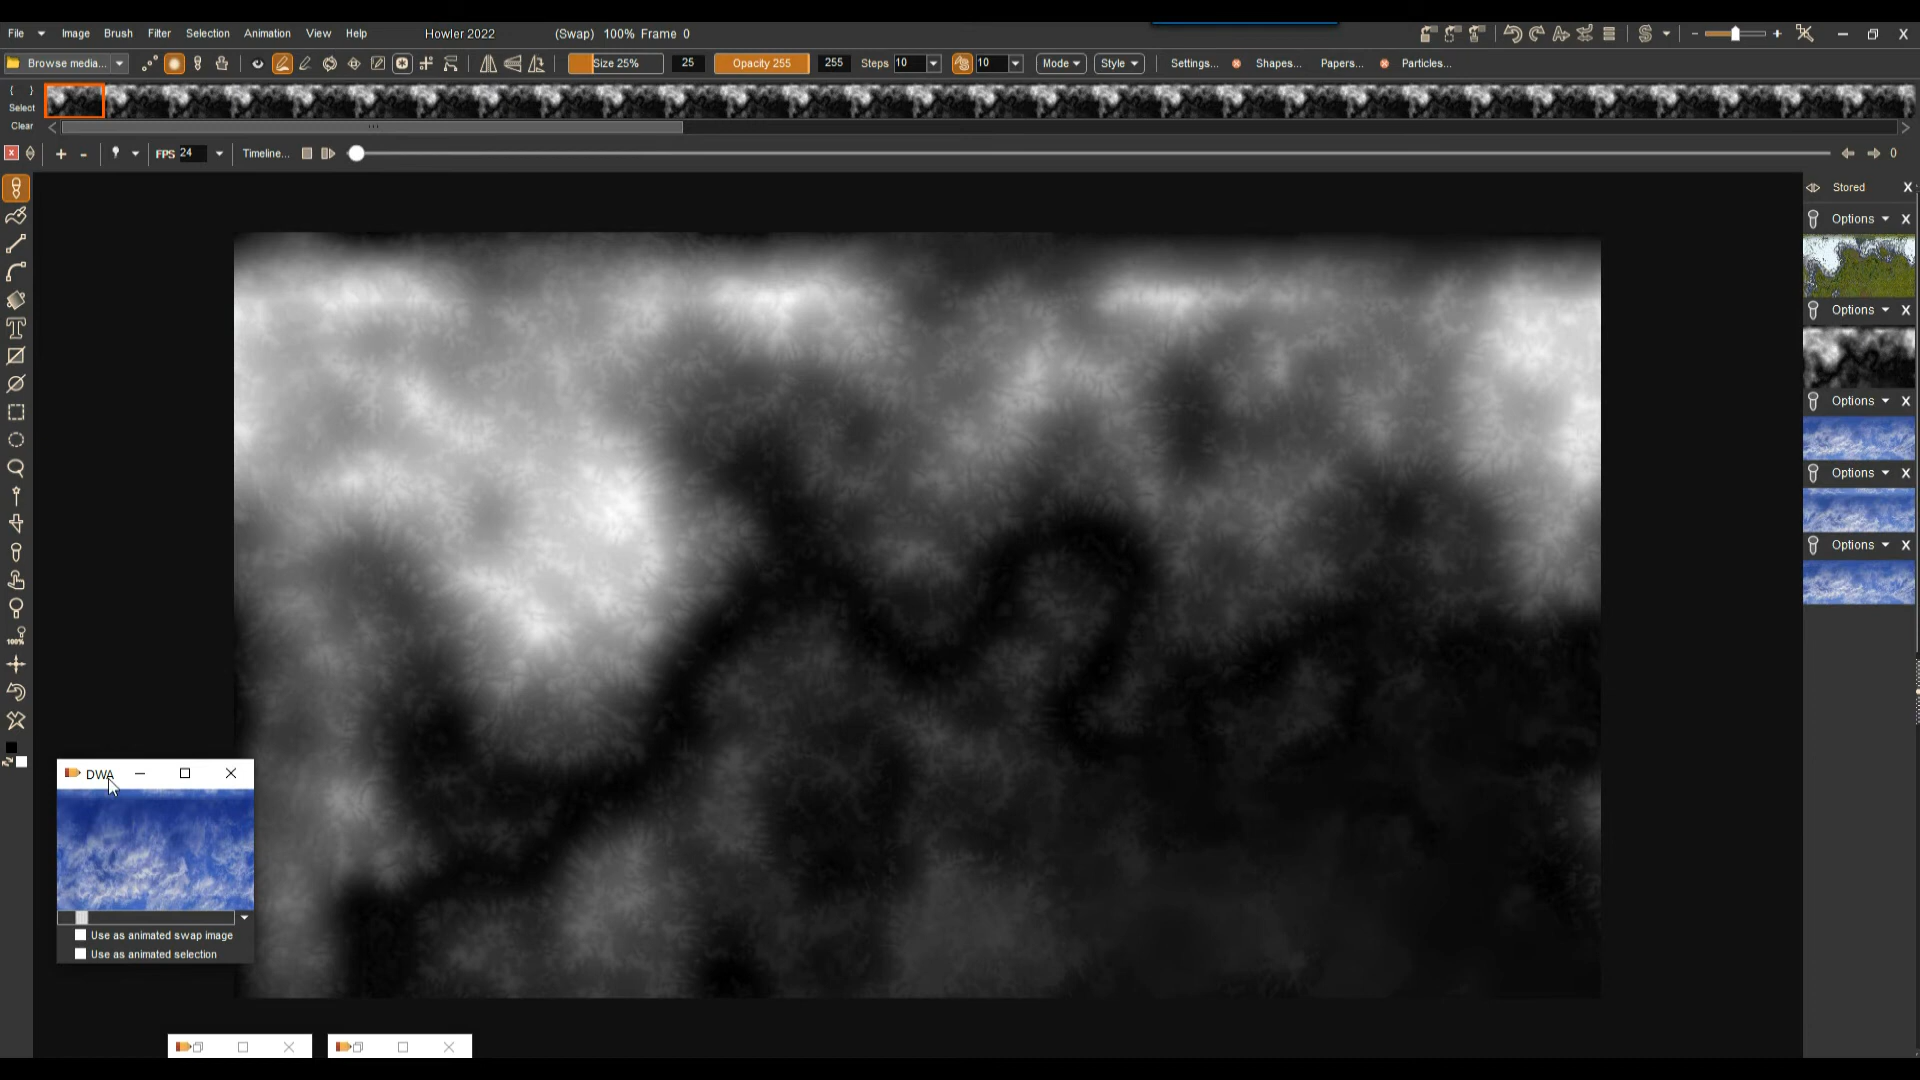 File Image Brush Filter Selection Animation View Help Howler 2022 (Swap) 100% Frame 0
Browse media... Size 25% 25 Opacity 255 255 Steps 10 10 Mode Style Settings... Shapes... Papers... Particles...
Select
Clear
FPS 24 Timeline... 0
Stored
Options
Options
Options
Options
Options
100%
DWA
Use as animated swap image
Use as animated selection